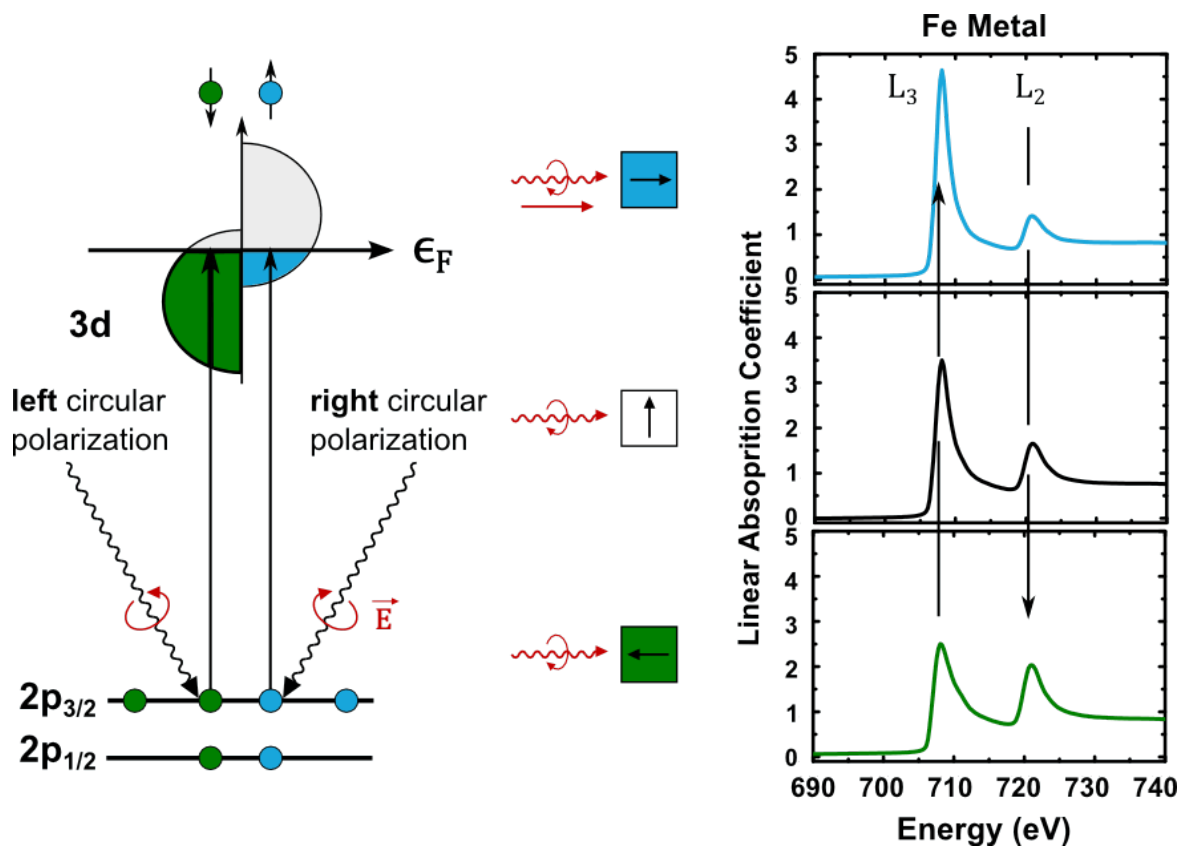 Fe Metal
L₃
L₂
ϵF
3d
left circular
polarization
right circular
polarization
E
2p3/2
2p1/2
Linear Absoprition Coefficient
5
4
3
2
1
0
5
4
3
2
1
0
5
4
3
2
1
0
690
700
710
720
730
740
Energy (eV)